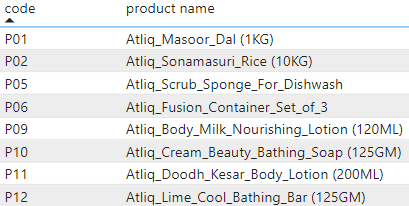 code product name
P01 Atliq_Masoor_Dal (1KG)
P02 Atliq_Sonamasuri_Rice (10KG)
P05 Atliq_Scrub_Sponge_For_Dishwash
P06 Atliq_Fusion_Container_Set_of_3
P09 Atliq_Body_Milk_Nourishing_Lotion (120ML)
P10 Atliq_Cream_Beauty_Bathing_Soap (125GM)
P11 Atliq_Doodh_Kesar_Body_Lotion (200ML)
P12 Atliq_Lime_Cool_Bathing_Bar (125GM)